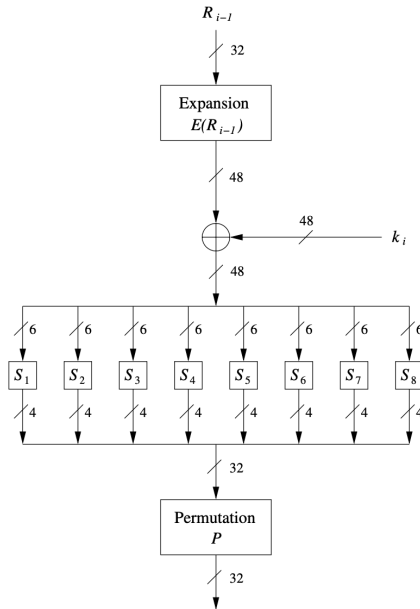 R i−1
32
Expansion
E(R i−1)
48
48
k i
48
6 6 6 6 6 6 6 6
S1 S2 S3 S4 S5 S6 S7 S8
4 4 4 4 4 4 4 4
32
Permutation
P
32